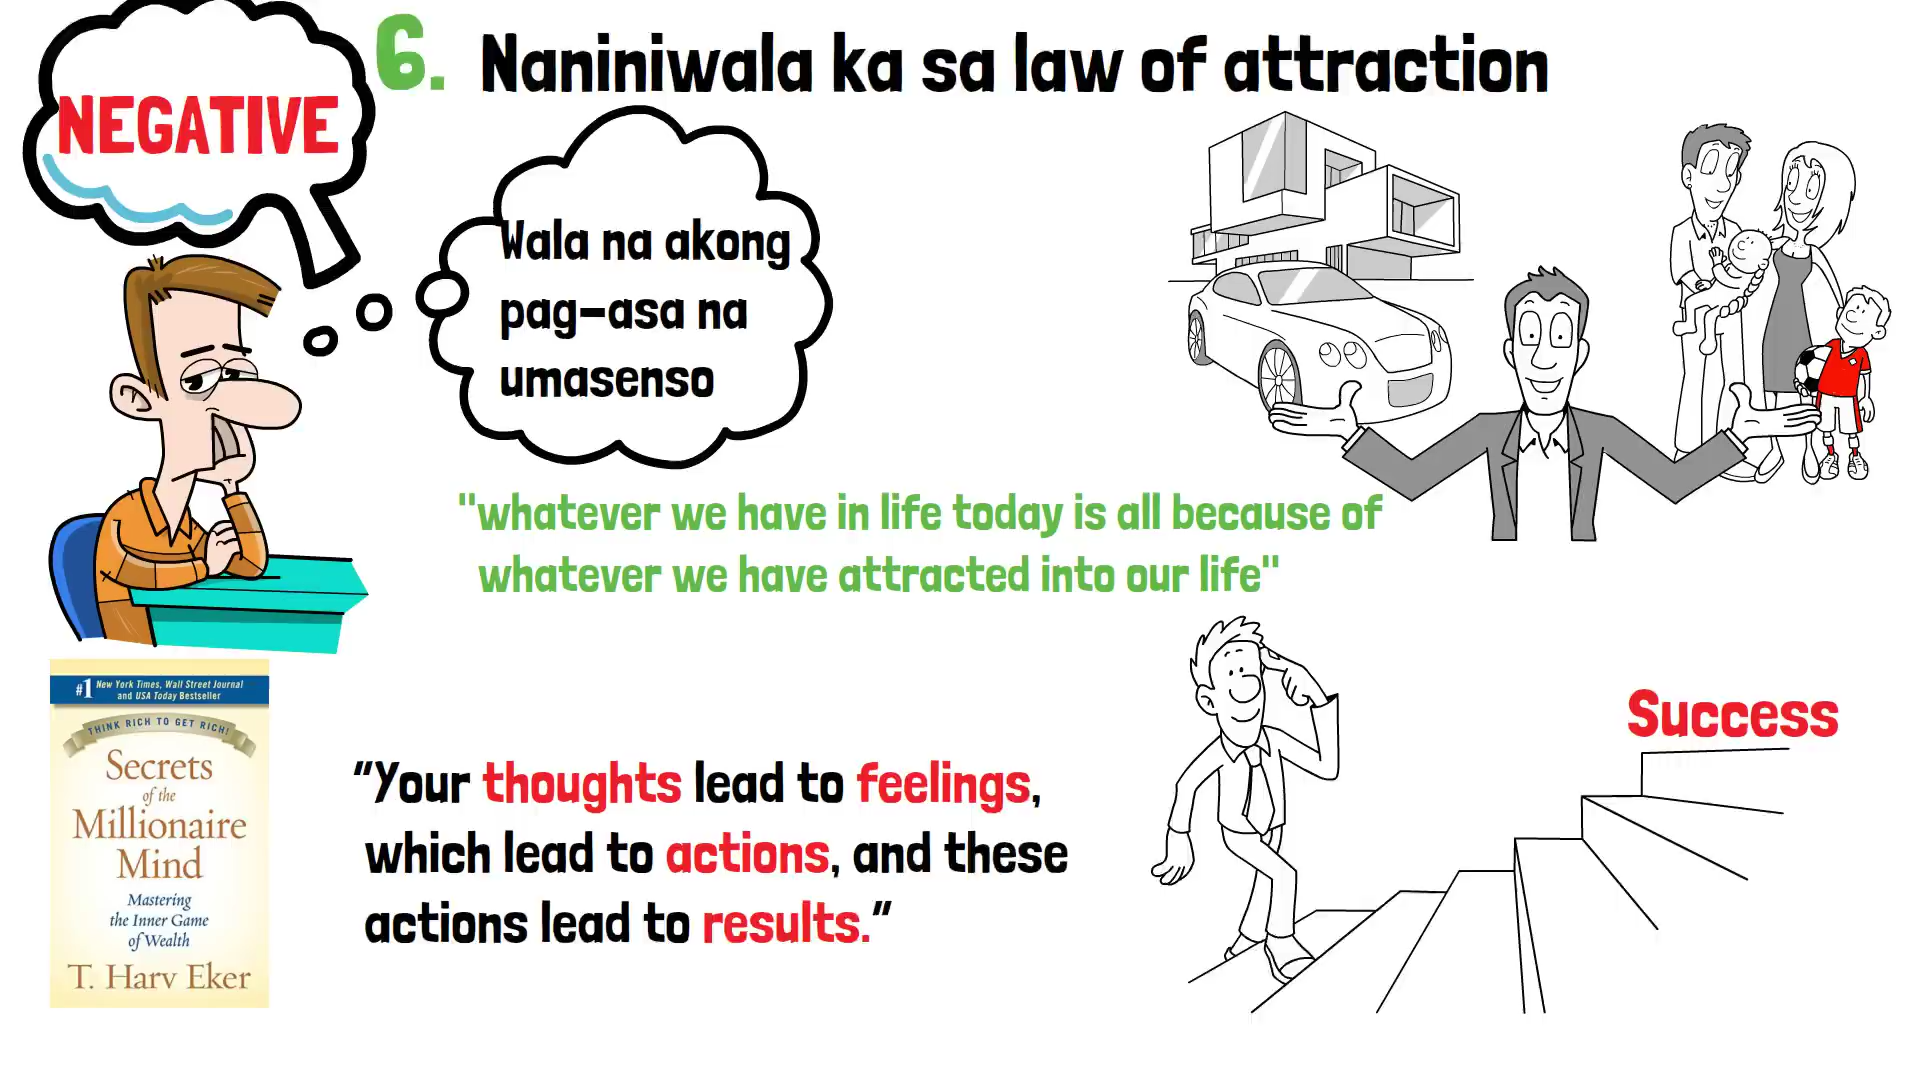 NEGATIVE
6. Naniniwala ka sa law of attraction
Wala na akong
pag-asa na
umasenso
"whatever we have in life today is all because of
whatever we have attracted into our life"
#1 New York Times, Wall Street Journal
and USA Today Bestseller
THINK RICH TO GET RICH!
Secrets
of the
Millionaire
Mind
Mastering
the Inner Game
of Wealth
T. Harv Eker
“Your thoughts lead to feelings,
which lead to actions, and these
actions lead to results.”
Success